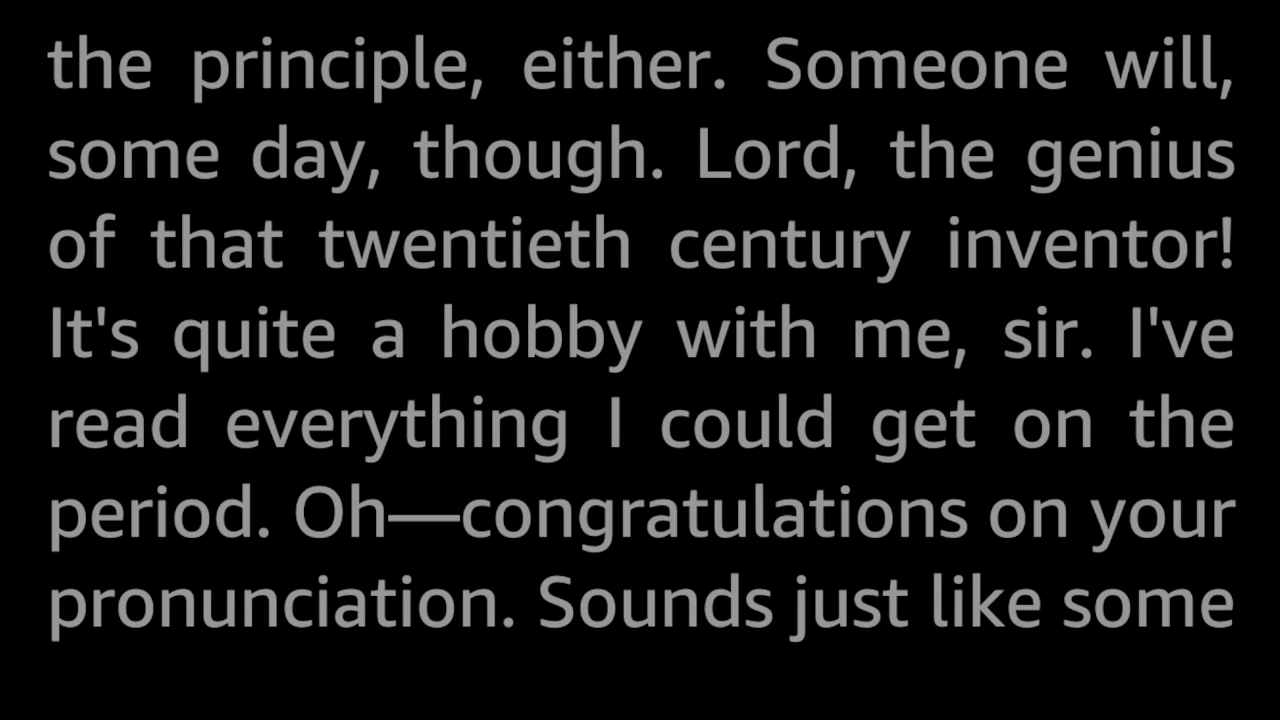 the principle, either. Someone will,
some day, though. Lord, the genius
of that twentieth century inventor!
It's quite a hobby with me, sir. I've
read everything I could get on the
period. Oh—congratulations on your
pronunciation. Sounds just like some